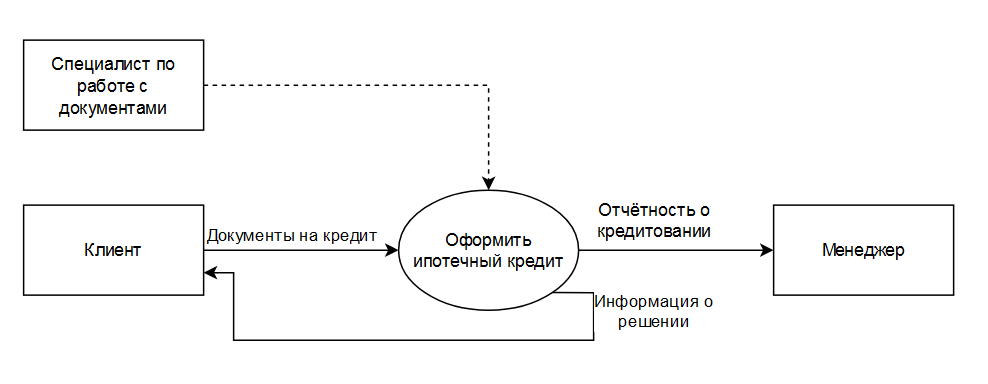 Специалист по
работе с
документами
Клиент
Документы на кредит
Оформить
ипотечный кредит
Отчётность о
кредитовании
Менеджер
Информация о
решении